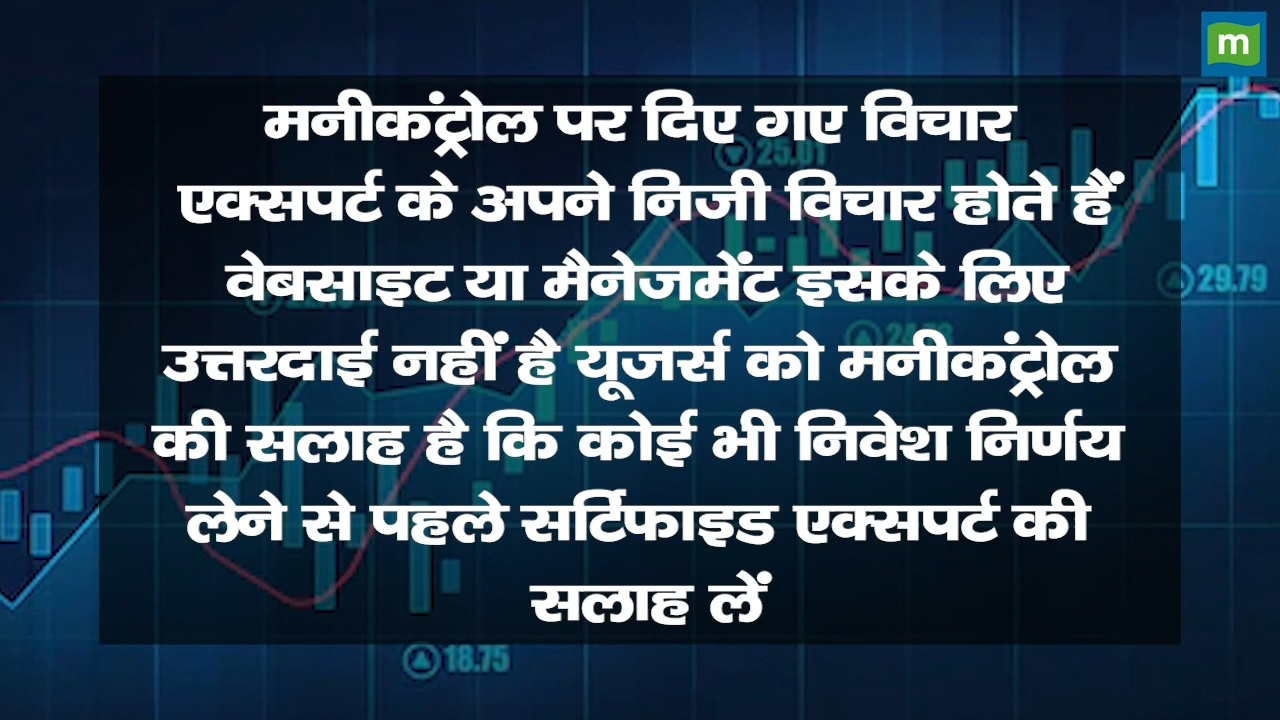 m
मनीकंट्रोल पर दिए गए विचार
25.01
एक्सपर्ट के अपने निजी विचार होते हैं
वेबसाइट या मैनेजमेंट इसके लिए
29.79
उत्तरदाई नहीं है यूजर्स को मनीकंट्रोल
की सलाह है कि कोई भी निवेश निर्णय
लेने से पहले सर्टिफाइड एक्सपर्ट की
सलाह लें
18.75